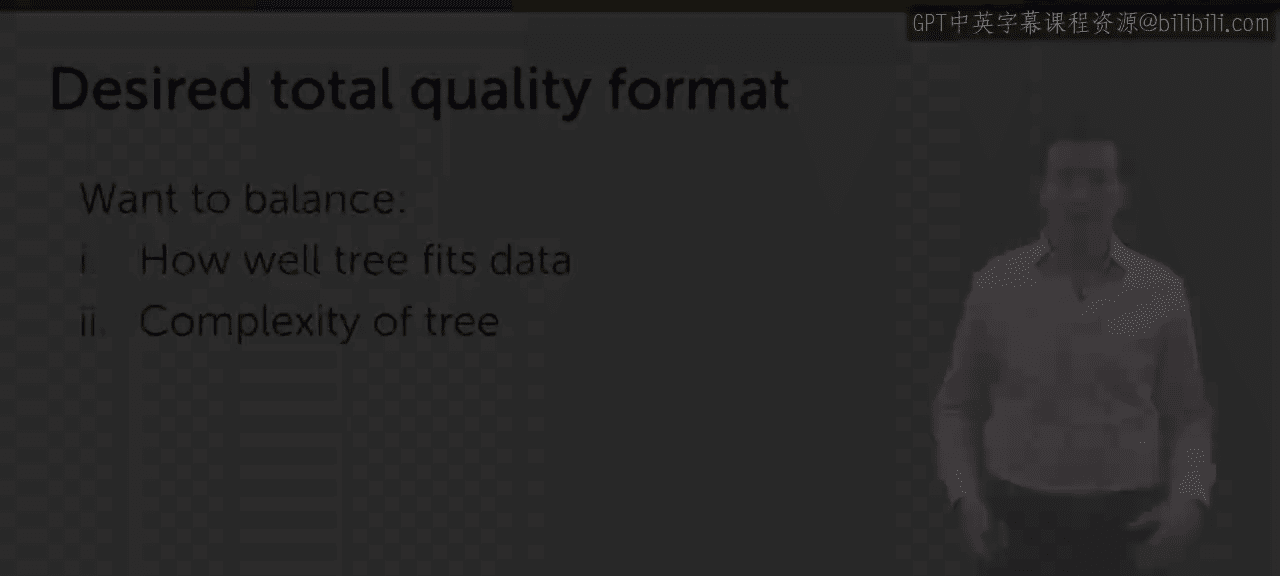 GPT中英字幕课程资源@bilibili.com
Desired total quality format
Want to balance:
i. How well tree fits data
ii. Complexity of tree